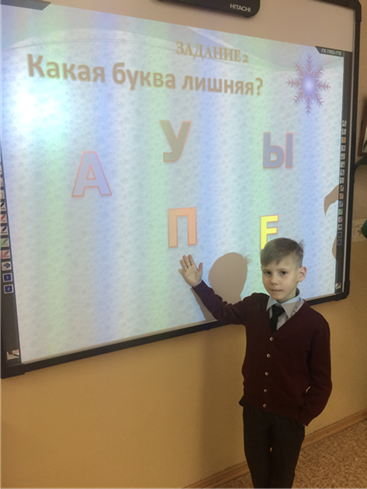 HITACHI
ЗАДАНИЕ 2
Какая буква лишняя?
У
А Ы
П Е